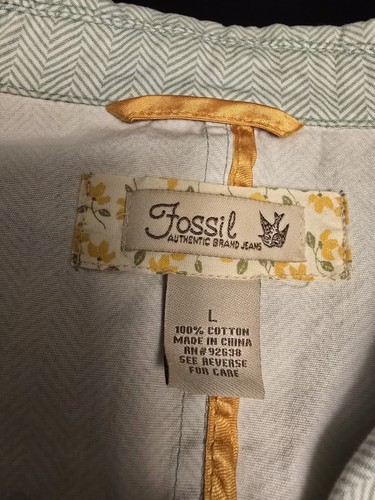 Fossil
AUTHENTIC BRAND JEANS
L
100% COTTON
MADE IN CHINA
RN#92638
SEE REVERSE
FOR CARE